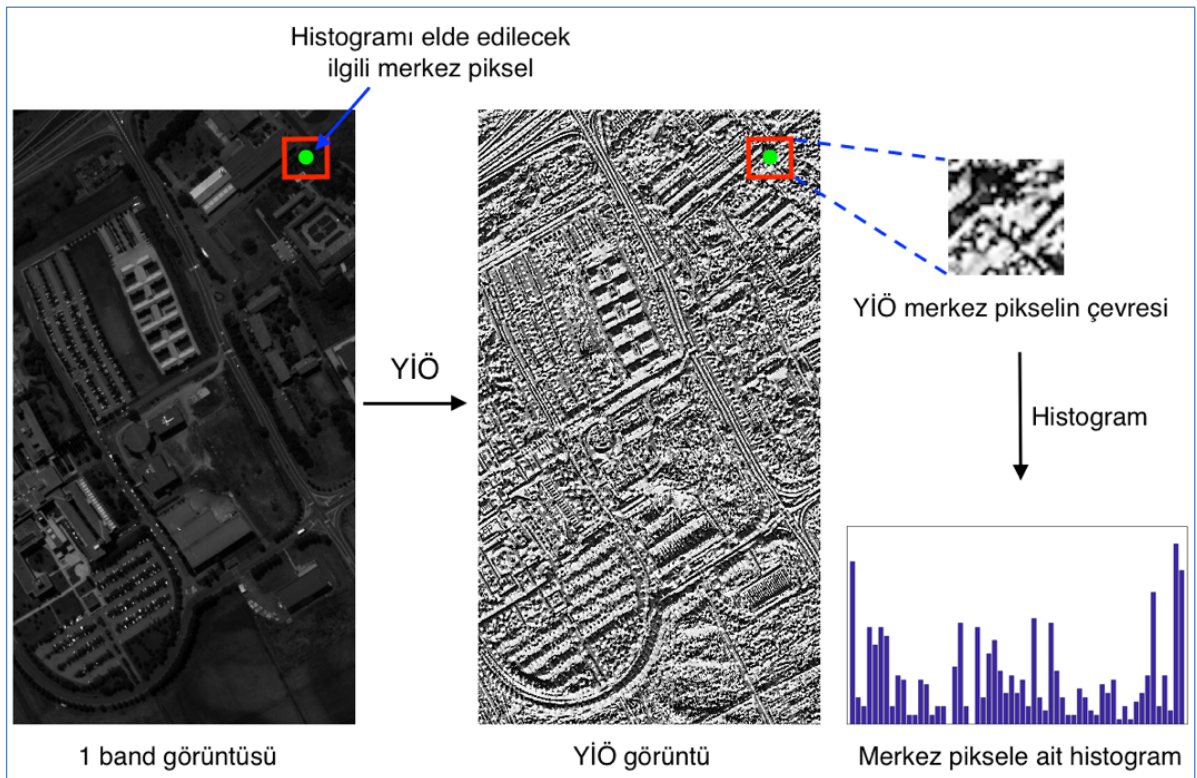 Histogramı elde edilecek
ilgili merkez piksel
YİÖ
YİÖ merkez pikselin çevresi
Histogram
1 band görüntüsü
YİÖ görüntü
Merkez piksele ait histogram